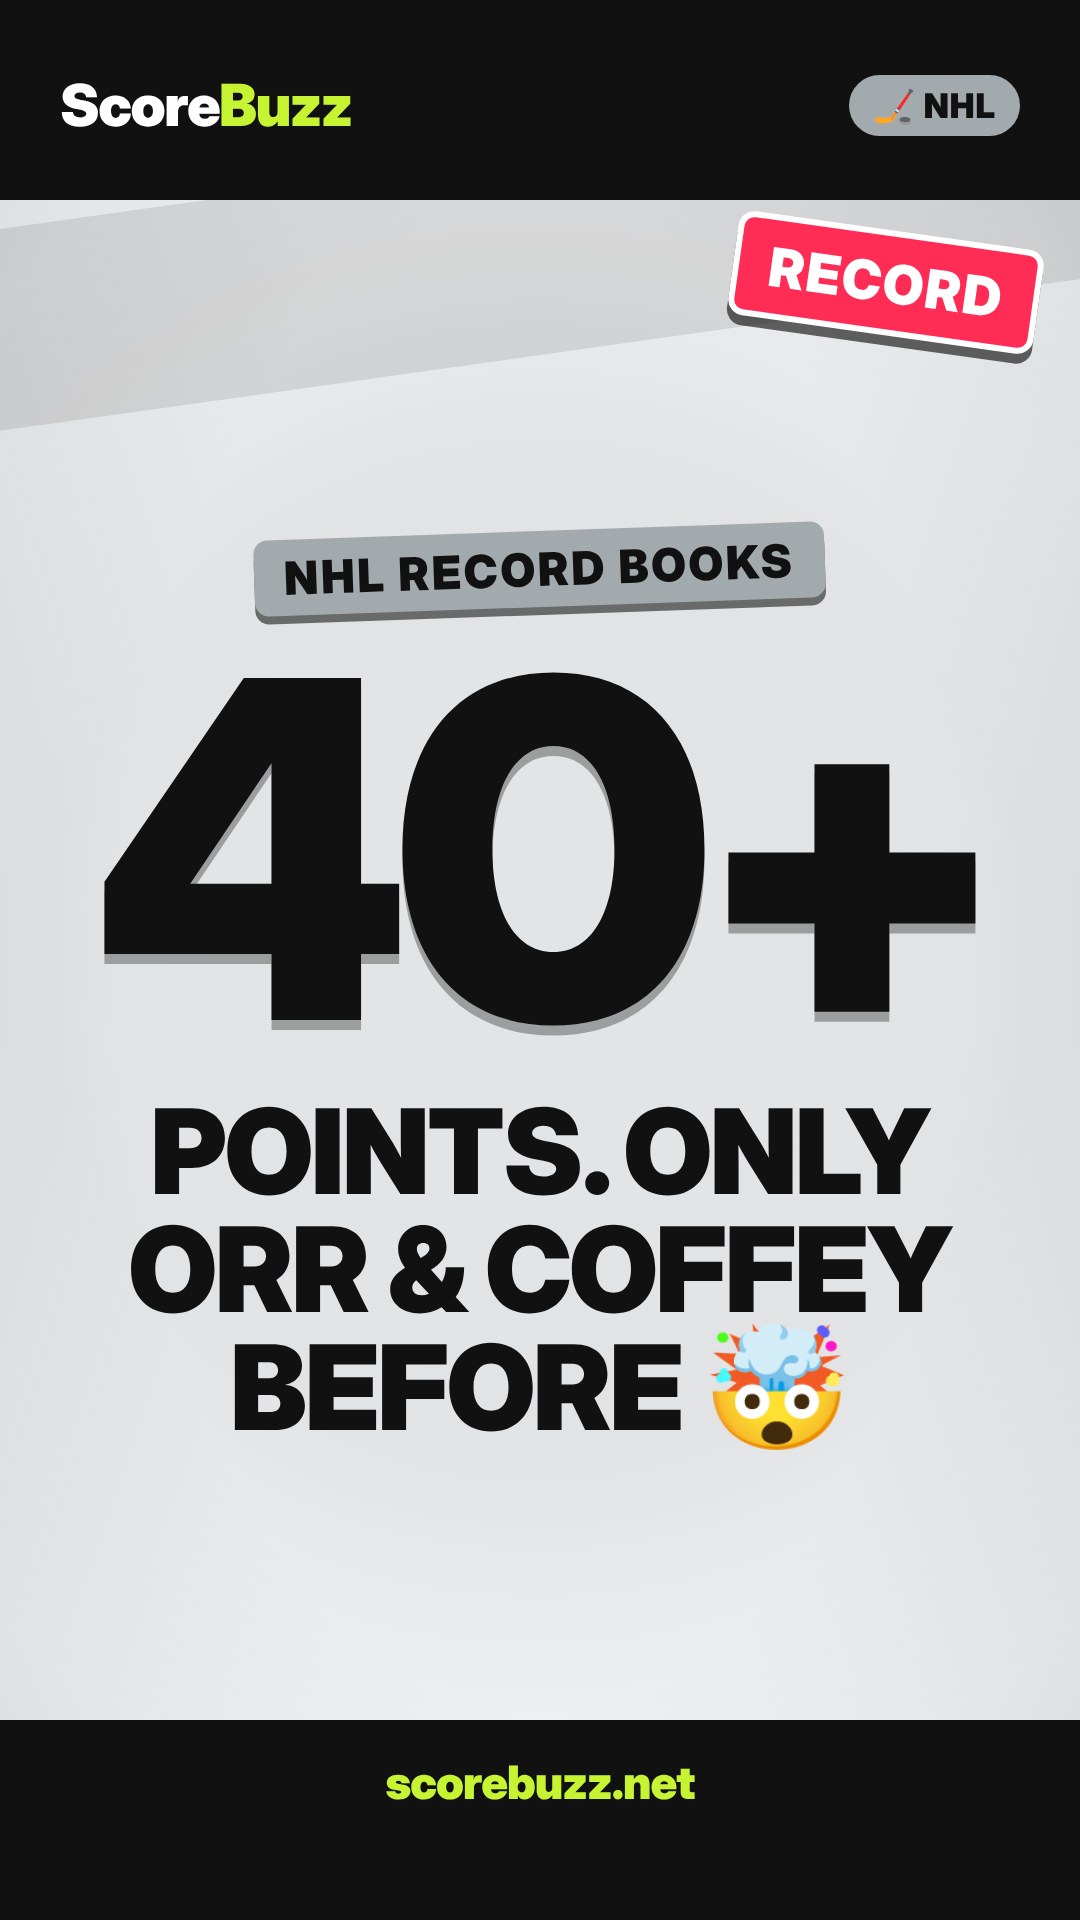 ScoreBuzz
🏒 NHL
RECORD
NHL RECORD BOOKS
40+
POINTS. ONLY
ORR & COFFEY
BEFORE 🤯
scorebuzz.net